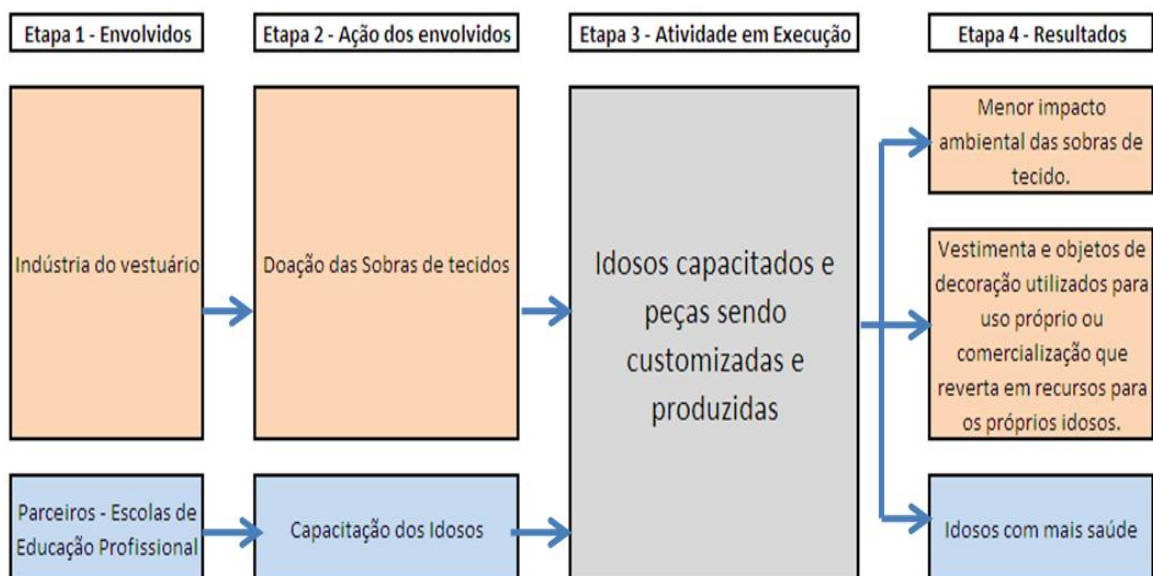 Etapa 1 - Envolvidos
Etapa 2 - Ação dos envolvidos
Etapa 3 - Atividade em Execução
Etapa 4 - Resultados
Indústria do vestuário
Doação das Sobras de tecidos
Idosos capacitados e
peças sendo
customizadas e
produzidas
Menor impacto
ambiental das sobras de
tecido.
Vestimenta e objetos de
decoração utilizados para
uso próprio ou
comercialização que
reverta em recursos para
os próprios idosos.
Parceiros - Escolas de
Educação Profissional
Capacitação dos Idosos
Idosos com mais saúde